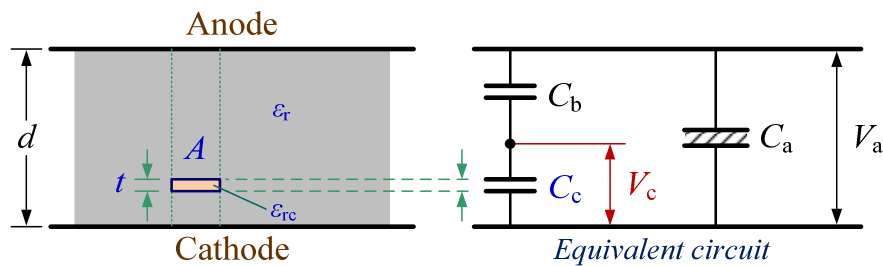 Anode
d
εr
A
t
εrc
Cathode
Cb
Cc
Vc
Ca
Va
Equivalent circuit